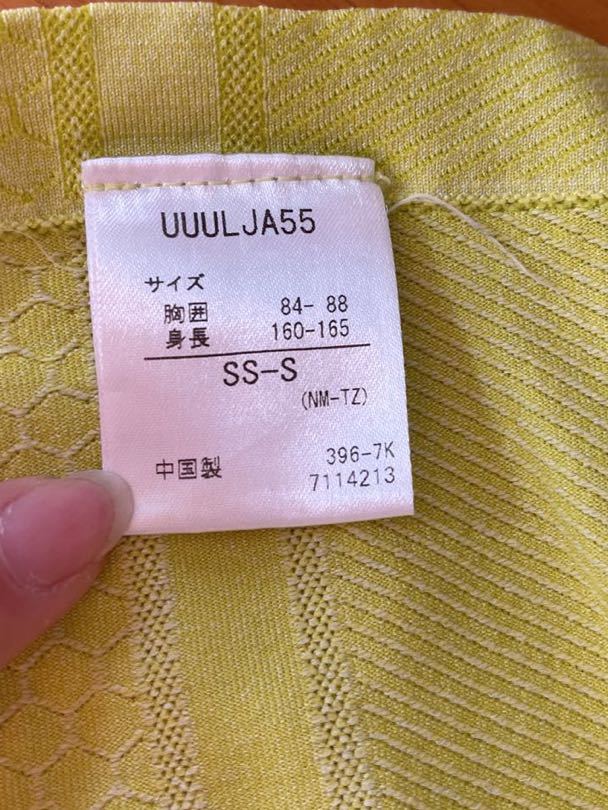 UUULJA55
サイズ
胸囲 84- 88
身長 160-165
SS-S
(NM-TZ)
中国製 396-7K
7114213